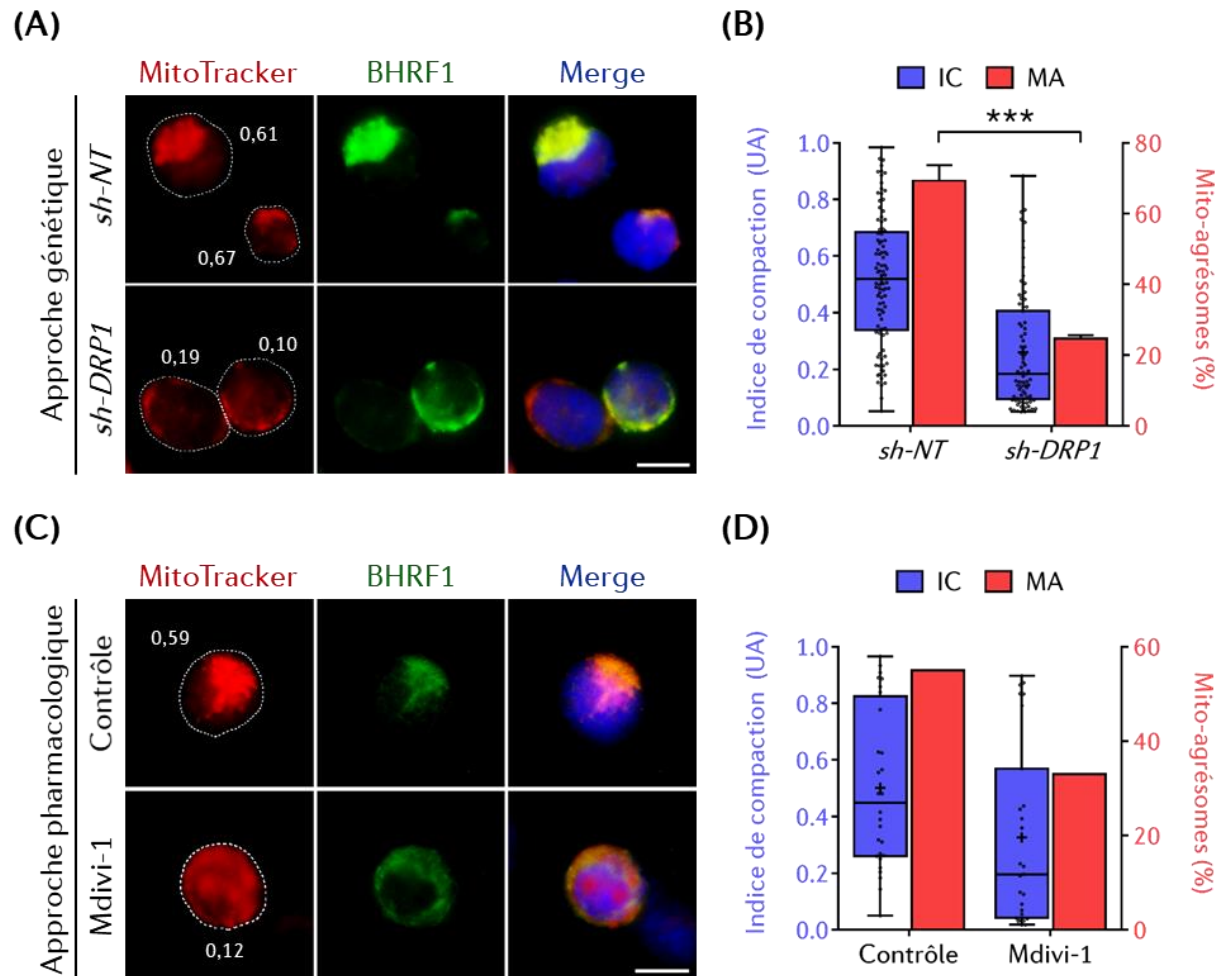 (A)
MitoTracker BHRF1 Merge
Approche génétique
sh-NT
0,61
0,67
sh-DRP1
0,19
0,10
(B)
IC MA
***
Indice de compaction (UA)
1.0
0.8
0.6
0.4
0.2
0.0
80
60
40
20
0
Mito-agrésomes (%)
sh-NT sh-DRP1
(C)
MitoTracker BHRF1 Merge
Approche pharmacologique
Contrôle
0,59
Mdivi-1
0,12
(D)
IC MA
Indice de compaction (UA)
1.0
0.8
0.6
0.4
0.2
0.0
60
40
20
0
Mito-agrésomes (%)
Contrôle Mdivi-1